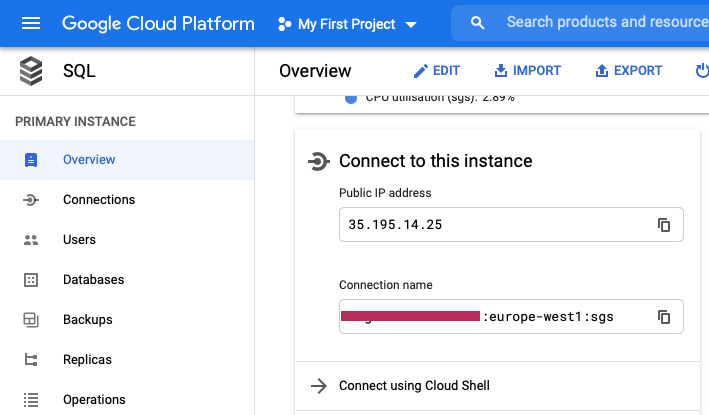 Google Cloud Platform
My First Project
Search products and resource
SQL
Overview
EDIT
IMPORT
EXPORT
PRIMARY INSTANCE
Overview
Connections
Users
Databases
Backups
Replicas
Operations
CPU utilisation (sgs): 2.89%
Connect to this instance
Public IP address
35.195.14.25
Connection name
:europe-west1:sgs
Connect using Cloud Shell